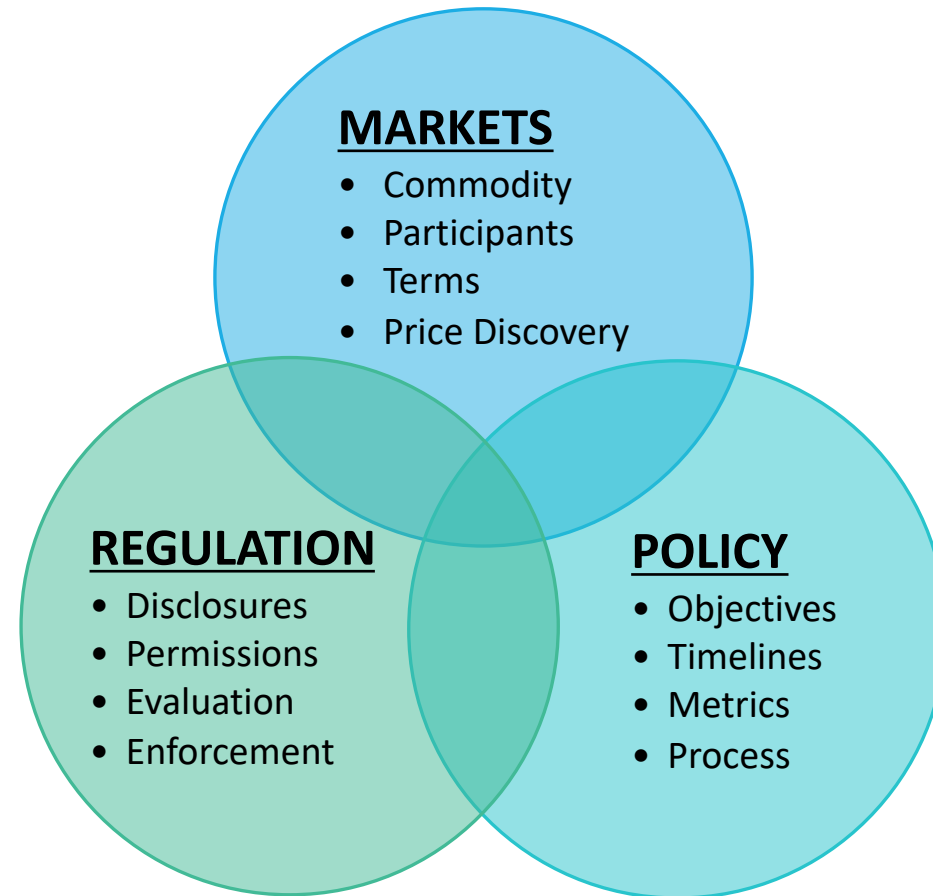 MARKETS
• Commodity
• Participants
• Terms
• Price Discovery
REGULATION
• Disclosures
• Permissions
• Evaluation
• Enforcement
POLICY
• Objectives
• Timelines
• Metrics
• Process